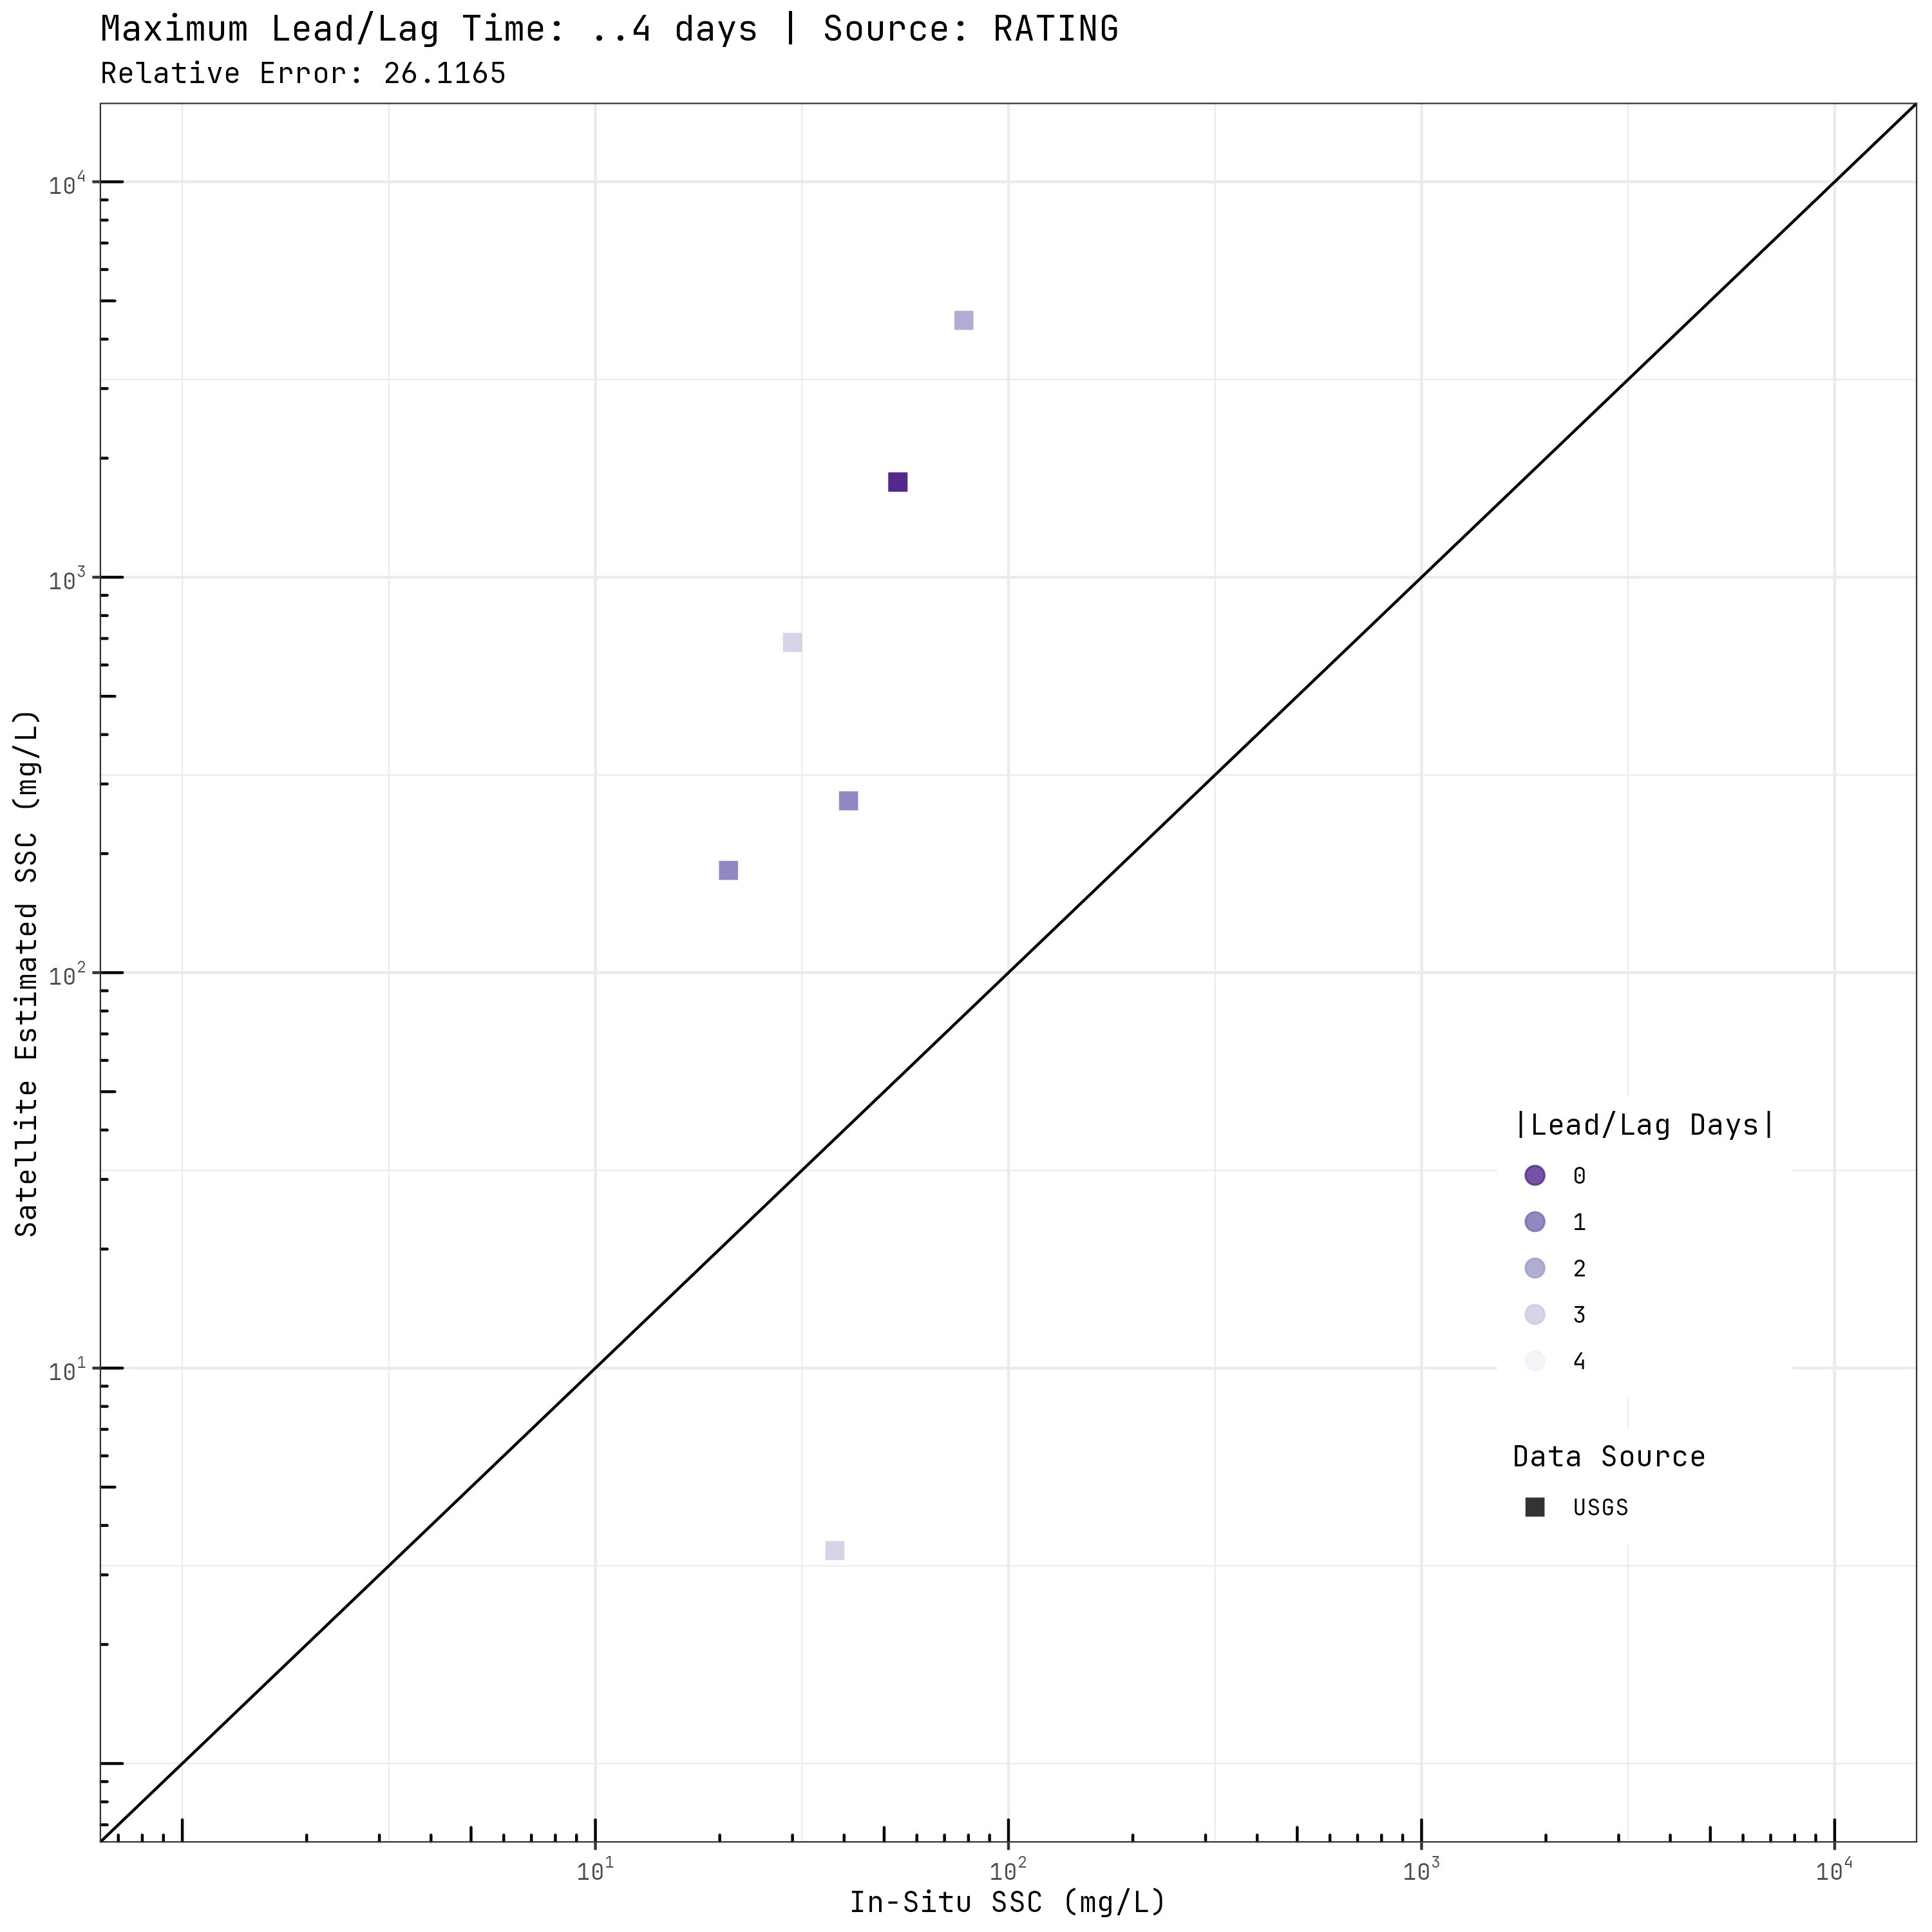 Maximum Lead/Lag Time: ..4 days | Source: RATING
Relative Error: 26.1165
Satellite Estimated SSC (mg/L)
10⁴
10³
10²
10¹
|Lead/Lag Days|
0
1
2
3
4
Data Source
USGS
10¹
10²
10³
10⁴
In-Situ SSC (mg/L)